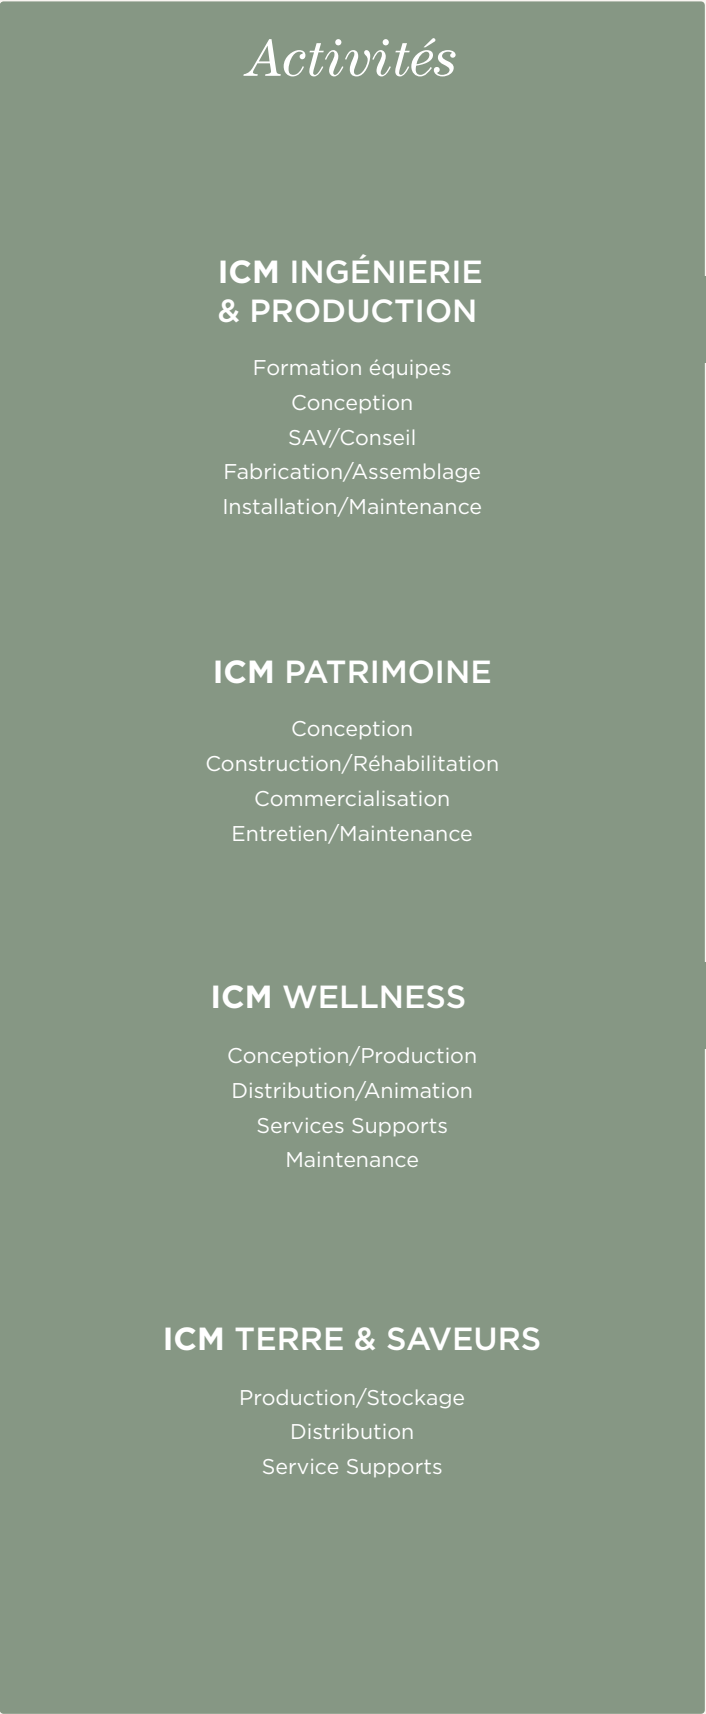 Activités
ICM INGÉNIERIE
& PRODUCTION
Formation équipes
Conception
SAV/Conseil
Fabrication/Assemblage
Installation/Maintenance
ICM PATRIMOINE
Conception
Construction/Réhabilitation
Commercialisation
Entretien/Maintenance
ICM WELLNESS
Conception/Production
Distribution/Animation
Services Supports
Maintenance
ICM TERRE & SAVEURS
Production/Stockage
Distribution
Service Supports